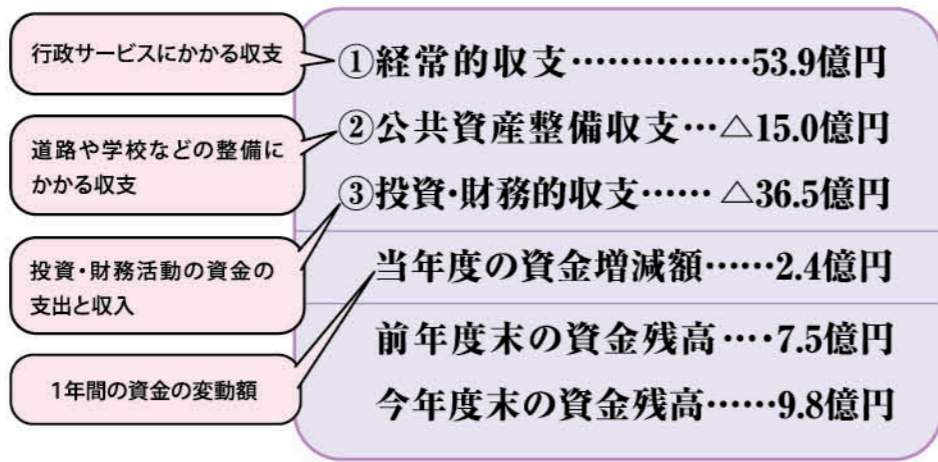 行政サービスにかかる収支
①経常的収支……………53.9億円
道路や学校などの整備に
かかる収支
②公共資産整備収支…△15.0億円
投資・財務活動の資金の
支出と収入
③投資・財務的収支…… △36.5億円
1年間の資金の変動額
当年度の資金増減額……2.4億円
前年度末の資金残高‥‥7.5億円
今年度末の資金残高……9.8億円